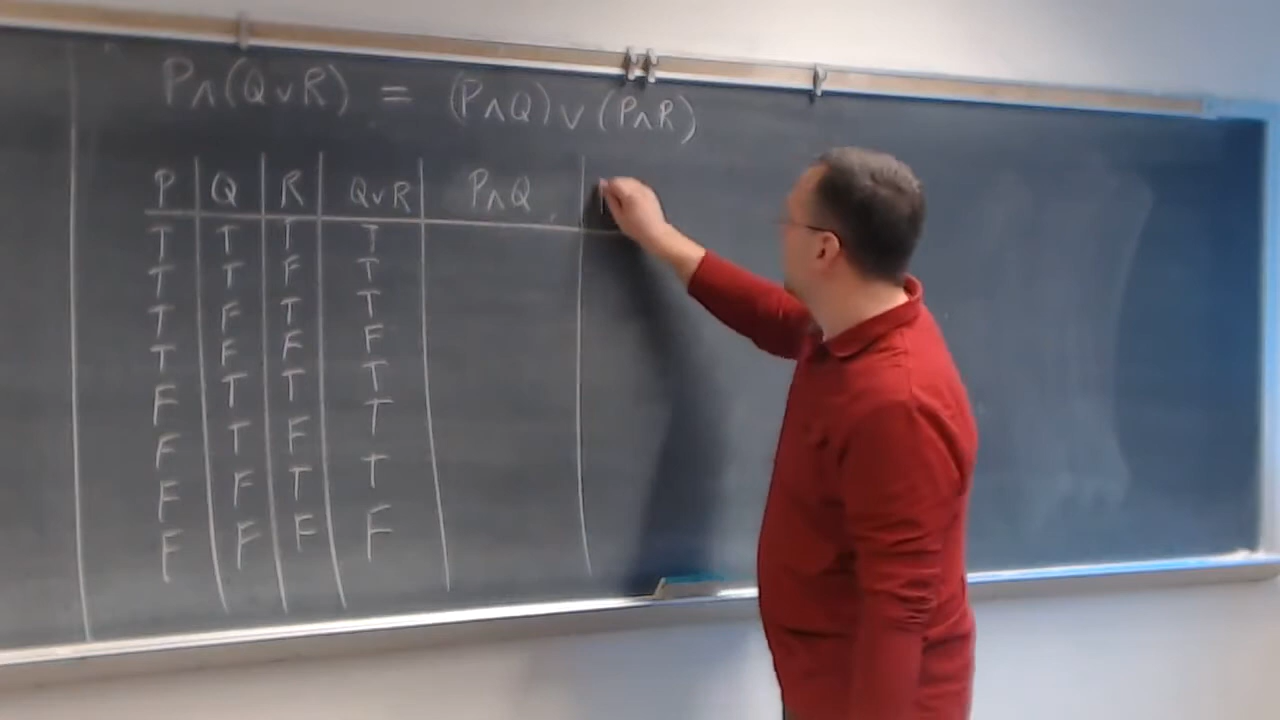 P∧(Q∨R) = (P∧Q)∨(P∧R)
P Q R Q∨R P∧Q
T T T T
T T F T
T F T T
T F F F
F T T T
F T F T
F F T T
F F F F